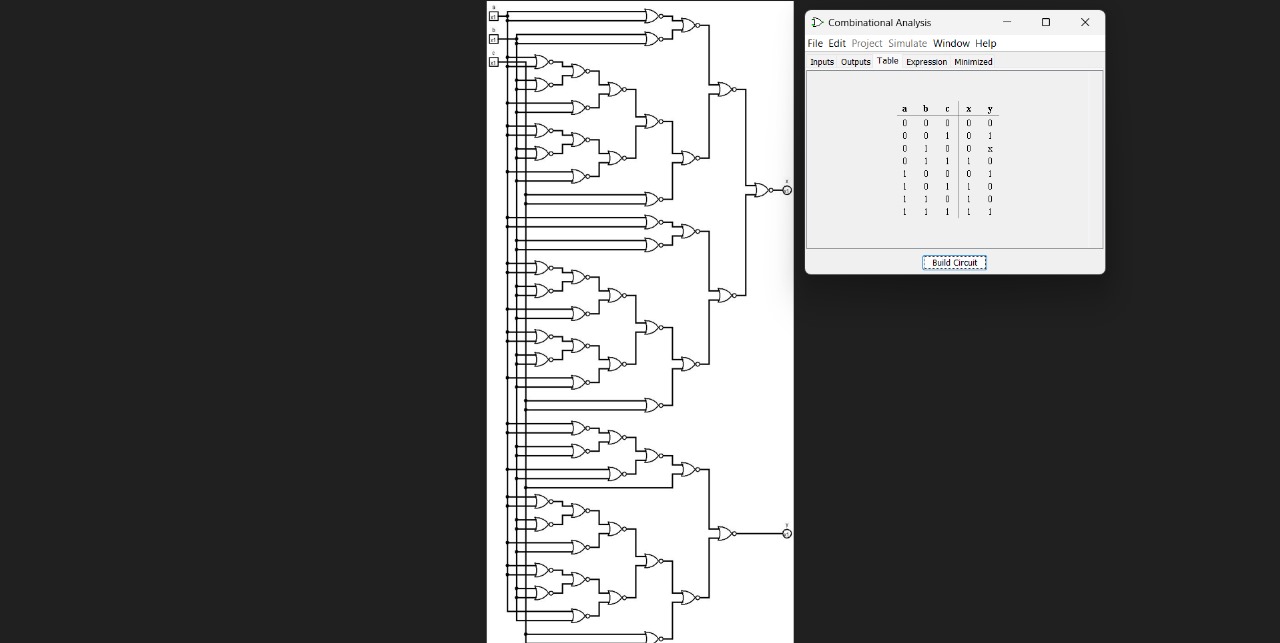 a
b
c
x
y
Combinational Analysis
File Edit Project Simulate Window Help
Inputs Outputs Table Expression Minimized
a b c x y
0 0 0 0 0
0 0 1 0 1
0 1 0 0 x
0 1 1 1 0
1 0 0 0 1
1 0 1 1 0
1 1 0 1 0
1 1 1 1 1
Build Circuit